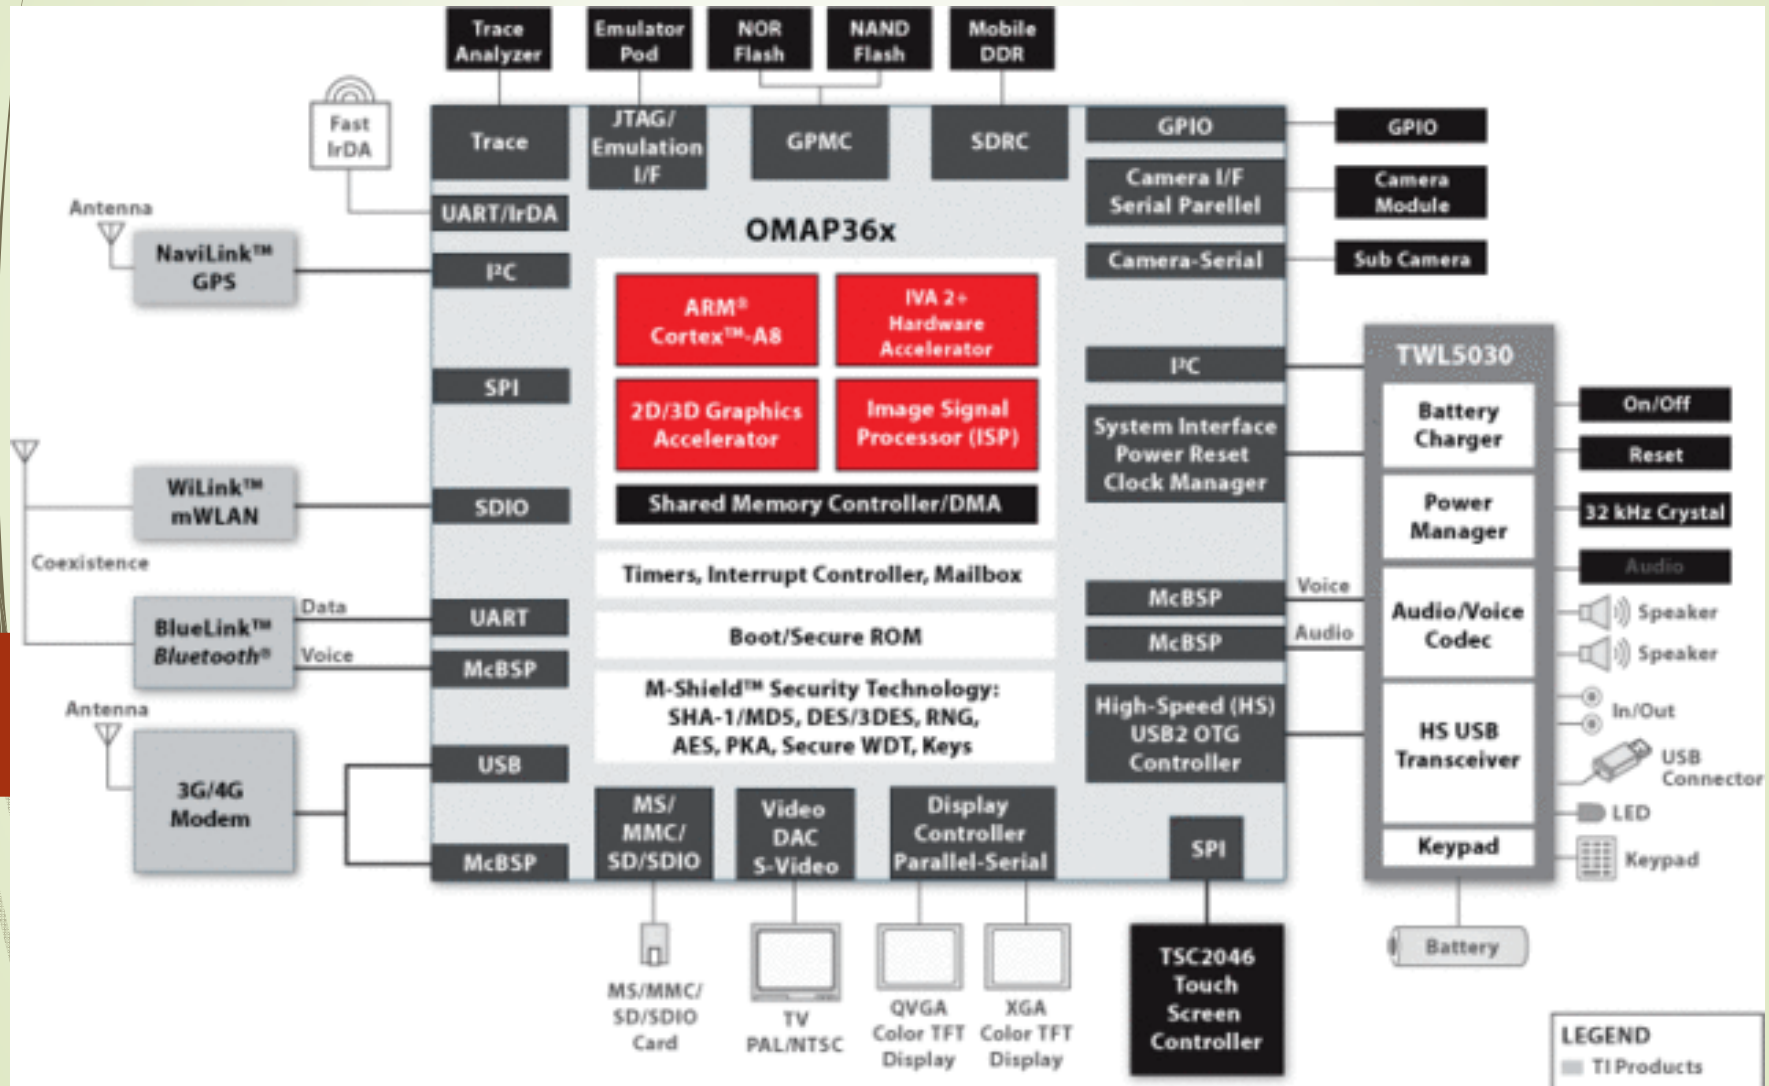 Trace
Analyzer
Emulator
Pod
NOR
Flash
NAND
Flash
Mobile
DDR
Fast
IrDA
Trace
JTAG/
Emulation
I/F
GPMC
SDRC
GPIO
GPIO
Camera I/F
Serial Parellel
Camera
Module
UART/IrDA
OMAP36x
Antenna
NaviLink™
GPS
I²C
Camera-Serial
Sub Camera
ARM®
Cortex™-A8
IVA 2+
Hardware
Accelerator
I²C
TWL5030
SPI
2D/3D Graphics
Accelerator
Image Signal
Processor (ISP)
System Interface
Power Reset
Clock Manager
Battery
Charger
On/Off
Reset
WiLink™
mWLAN
SDIO
Shared Memory Controller/DMA
Power
Manager
32 kHz Crystal
Coexistence
Timers, Interrupt Controller, Mailbox
Audio
BlueLink™
Bluetooth®
Data
Voice
UART
McBSP
Boot/Secure ROM
McBSP
Voice
McBSP
Audio
Audio/Voice
Codec
Speaker
Speaker
M-Shield™ Security Technology:
SHA-1/MD5, DES/3DES, RNG,
AES, PKA, Secure WDT, Keys
High-Speed (HS)
USB2 OTG
Controller
HS USB
Transceiver
In/Out
USB
Connector
LED
Antenna
3G/4G
Modem
USB
McBSP
MS/
MMC/
SD/SDIO
Video
DAC
S-Video
Display
Controller
Parallel-Serial
SPI
Keypad
Keypad
Battery
MS/MMC/
SD/SDIO
Card
TV
PAL/NTSC
QVGA
Color TFT
Display
XGA
Color TFT
Display
TSC2046
Touch
Screen
Controller
LEGEND
TI Products